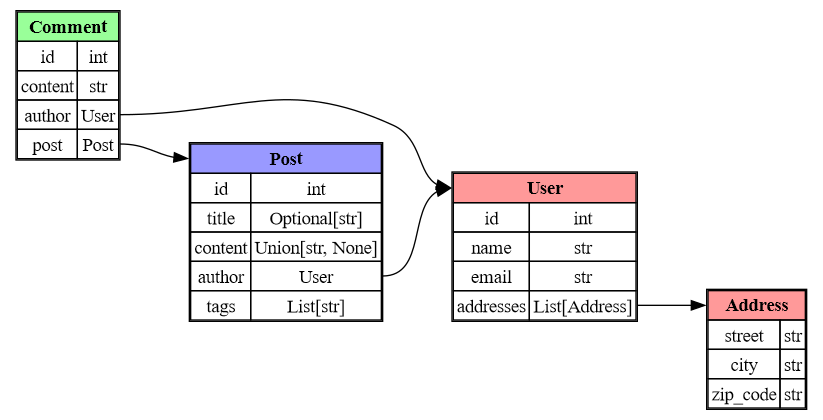 Comment
id int
content str
author User
post Post
Post
id int
title Optional[str]
content Union[str, None]
author User
tags List[str]
User
id int
name str
email str
addresses List[Address]
Address
street str
city str
zip_code str